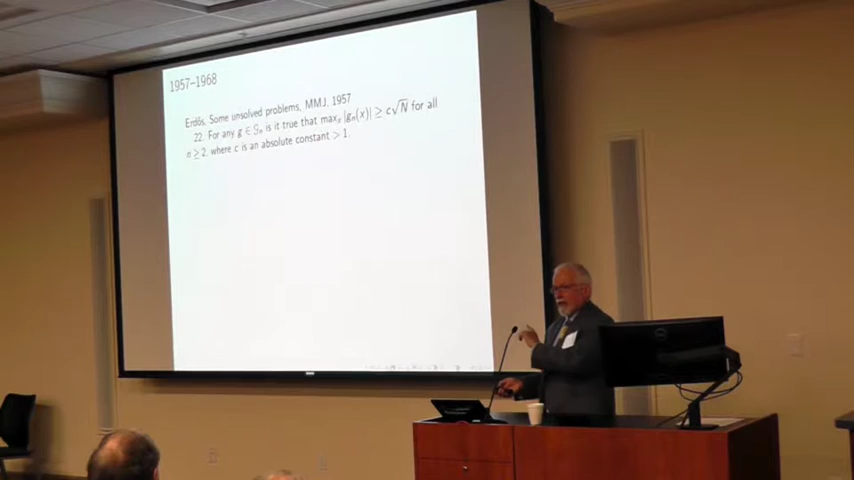 1957–1968
Erdős, Some unsolved problems, MMJ, 1957
22. For any g ∈ 𝒢ₙ is it true that maxₓ |gₙ(x)| ≥ c√N for all
n ≥ 2, where c is an absolute constant > 1.